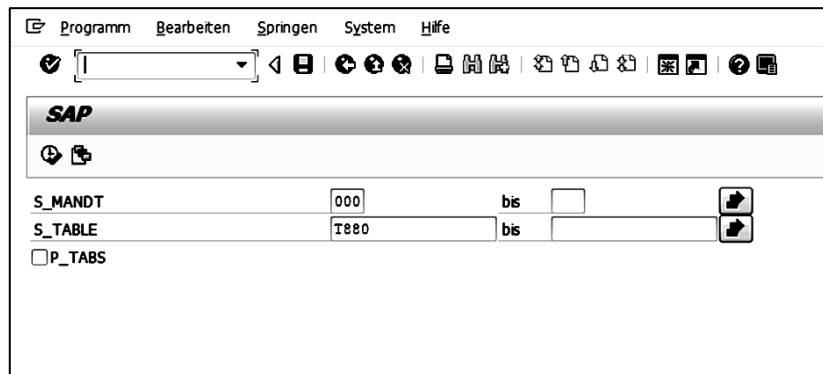 Programm Bearbeiten Springen System Hilfe
SAP
S_MANDT 000 bis
S_TABLE T880 bis
P_TABS